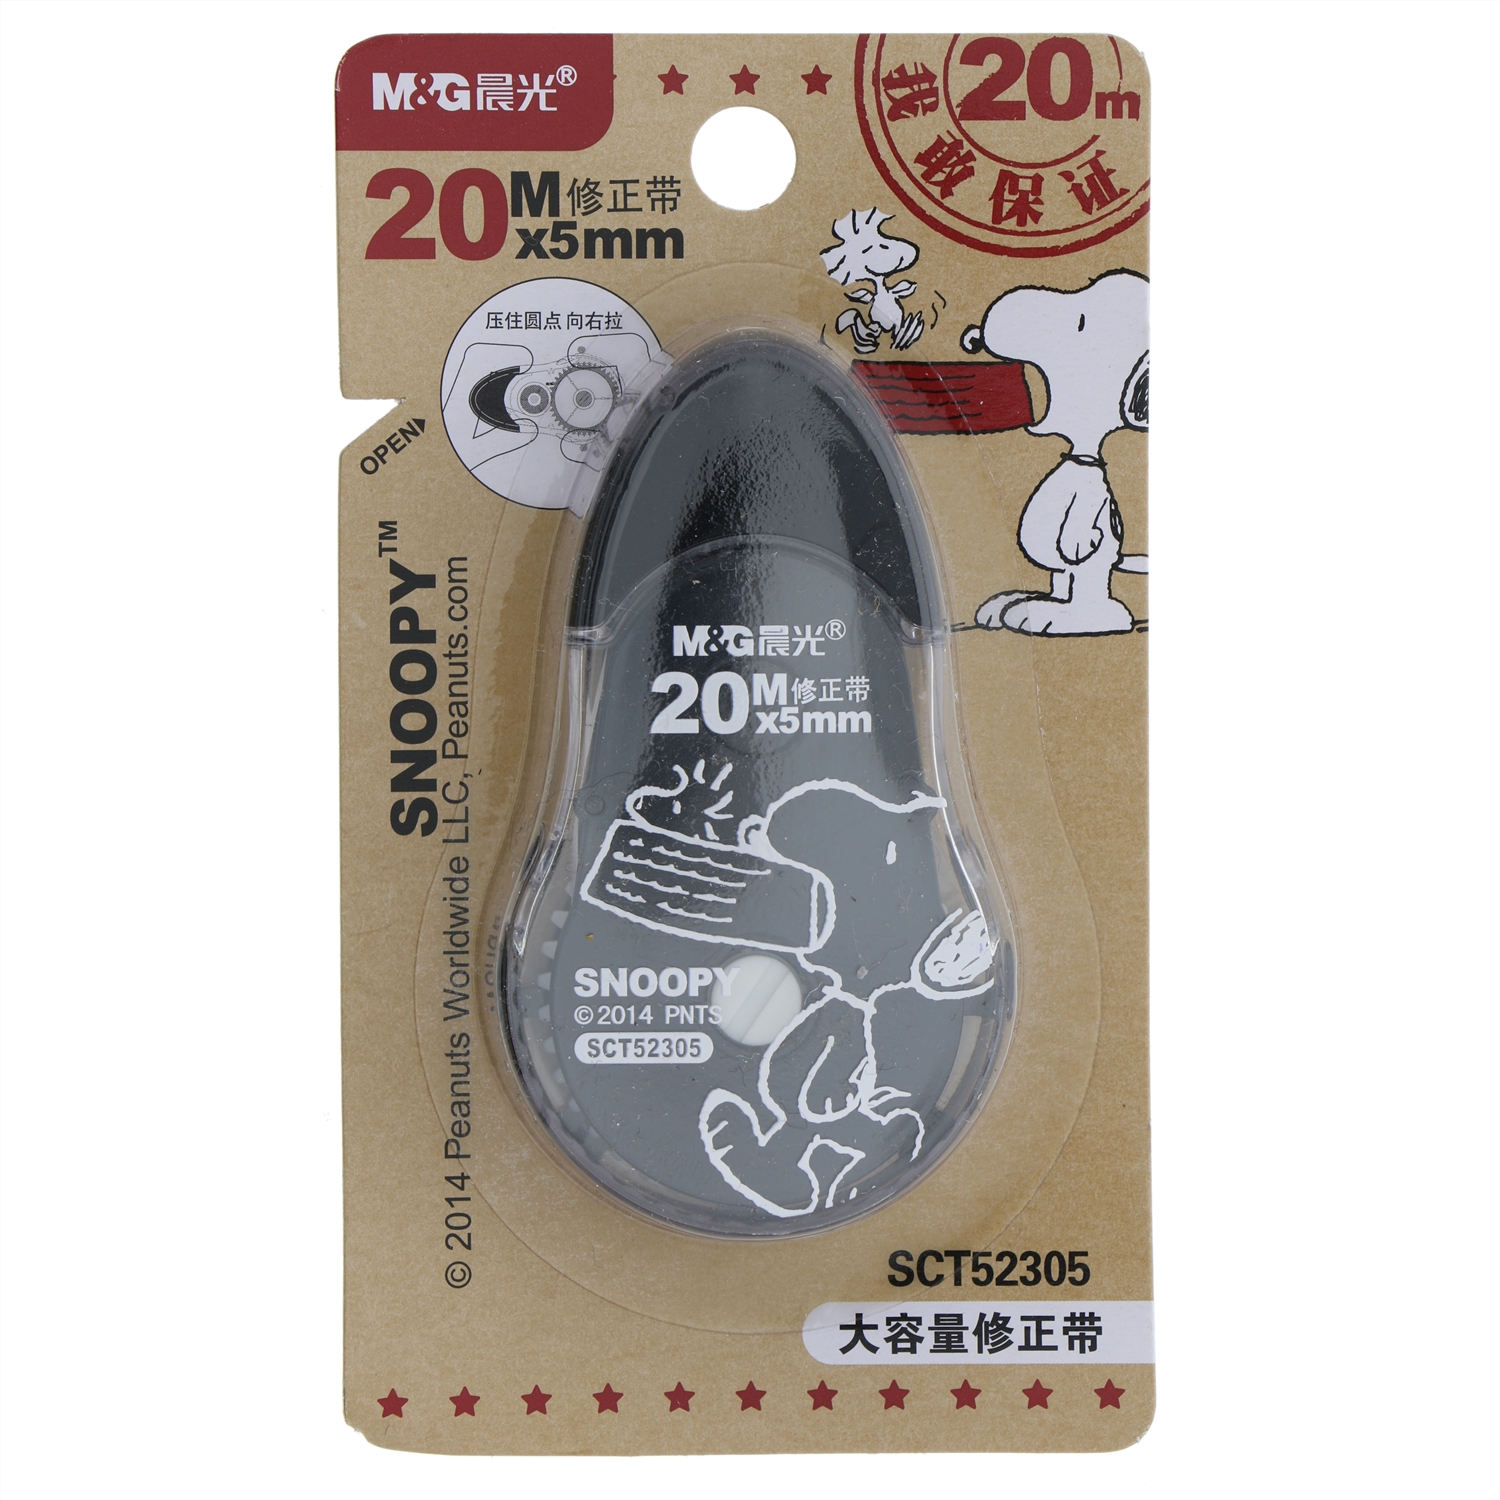 M&G晨光®
20m
我敢保证
20M修正带
x5mm
压住圆点 向右拉
OPEN
SNOOPY™
© 2014 Peanuts Worldwide LLC, Peanuts.com
M&G晨光®
20M修正带
x5mm
SNOOPY
© 2014 PNTS
SCT52305
SCT52305
大容量修正带